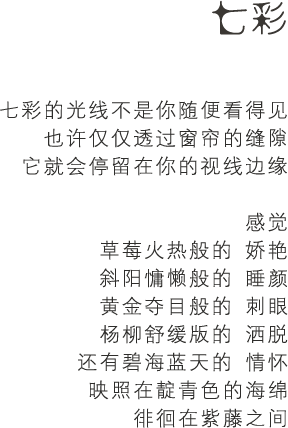 七彩
七彩的光线不是你随便看得见
也许仅仅透过窗帘的缝隙
它就会停留在你的视线边缘
感觉
草莓火热般的 娇艳
斜阳慵懒般的 睡颜
黄金夺目般的 刺眼
杨柳舒缓版的 洒脱
还有碧海蓝天的 情怀
映照在靛青色的海绵
徘徊在紫藤之间